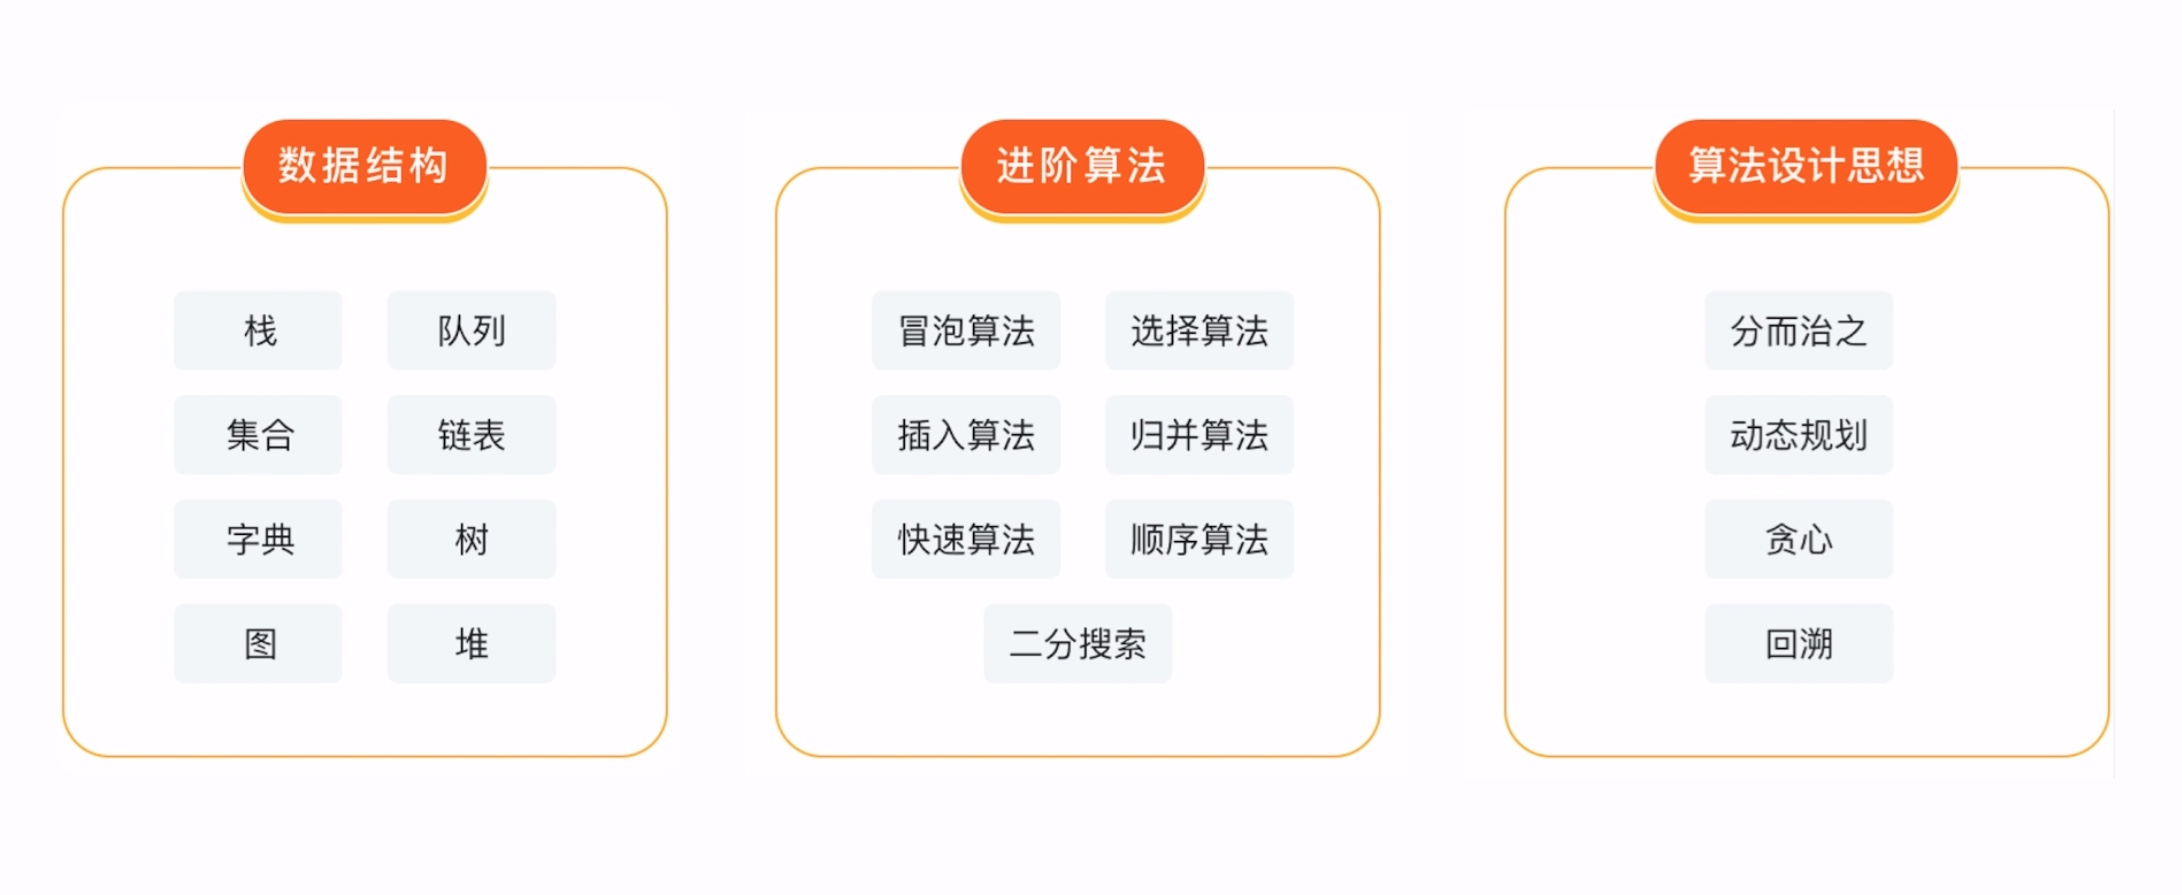 数据结构
栈
队列
集合
链表
字典
树
图
堆
进阶算法
冒泡算法
选择算法
插入算法
归并算法
快速算法
顺序算法
二分搜索
算法设计思想
分而治之
动态规划
贪心
回溯